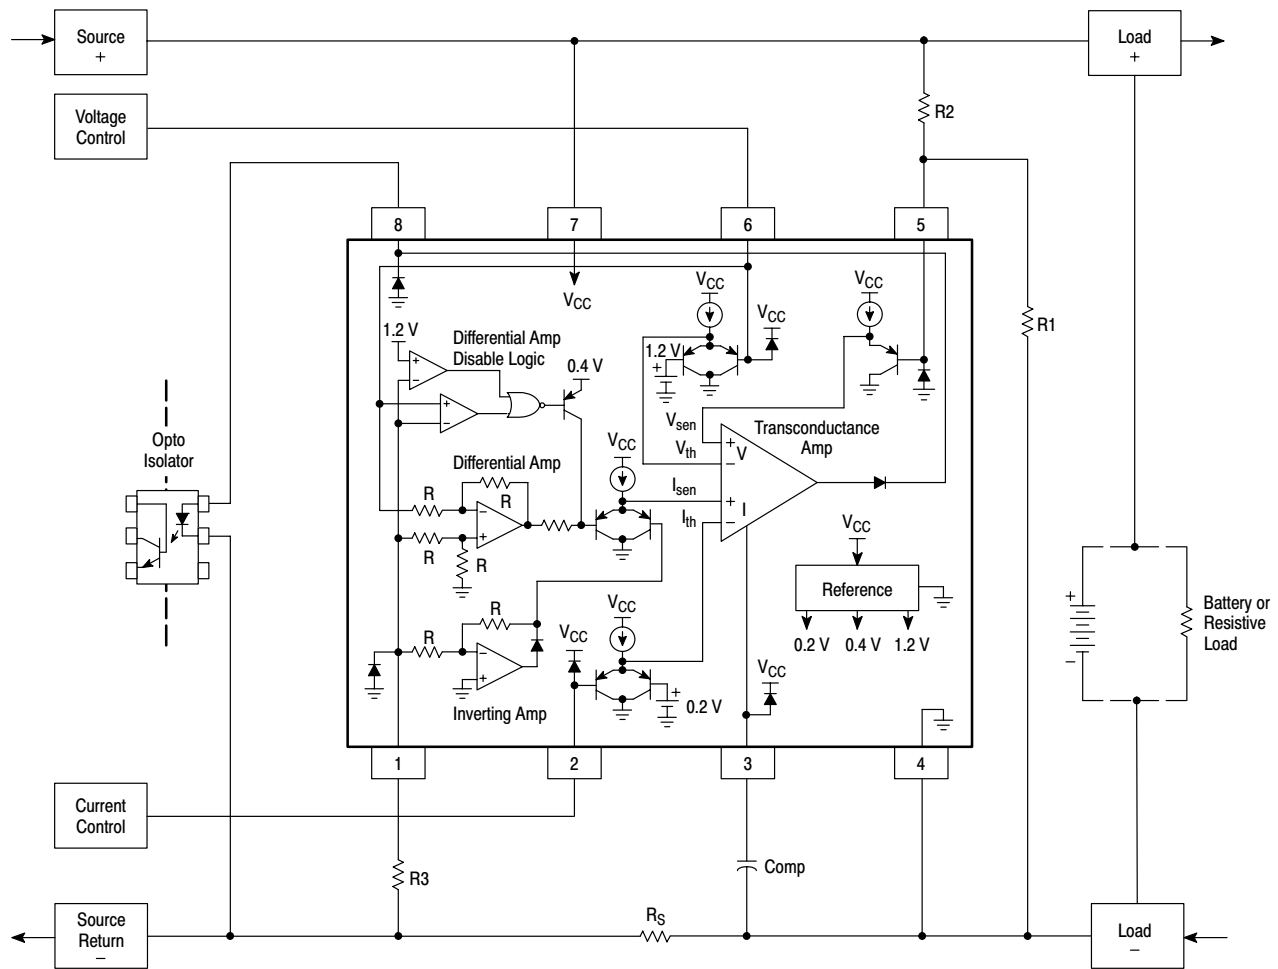 Source
+
Load
+
Voltage
Control
R2
8
7
6
5
VCC
VCC
VCC
VCC
1.2 V
Differential Amp
Disable Logic
0.4 V
1.2 V
+
R1
+
−
+
−
Opto
Isolator
Vsen
Vth
Isen
Ith
+
V
−
+
I
−
Transconductance
Amp
Differential Amp
VCC
R
R
−
+
R
R
VCC
Reference
0.2 V
0.4 V
1.2 V
+
−
Battery or
Resistive
Load
R
R
−
+
Inverting Amp
VCC
VCC
+
0.2 V
VCC
1
2
3
4
Current
Control
R3
Comp
RS
Source
Return
−
Load
−